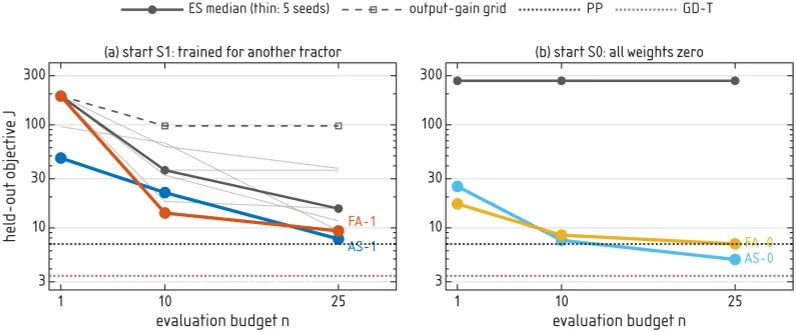 ES median (thin: 5 seeds) output-gain grid PP GD-T
(a) start S1: trained for another tractor
(b) start S0: all weights zero
held-out objective J
300
100
30
10
3
FA-1
AS-1
1 10 25
evaluation budget n
300
100
30
10
3
FA-0
AS-0
1 10 25
evaluation budget n